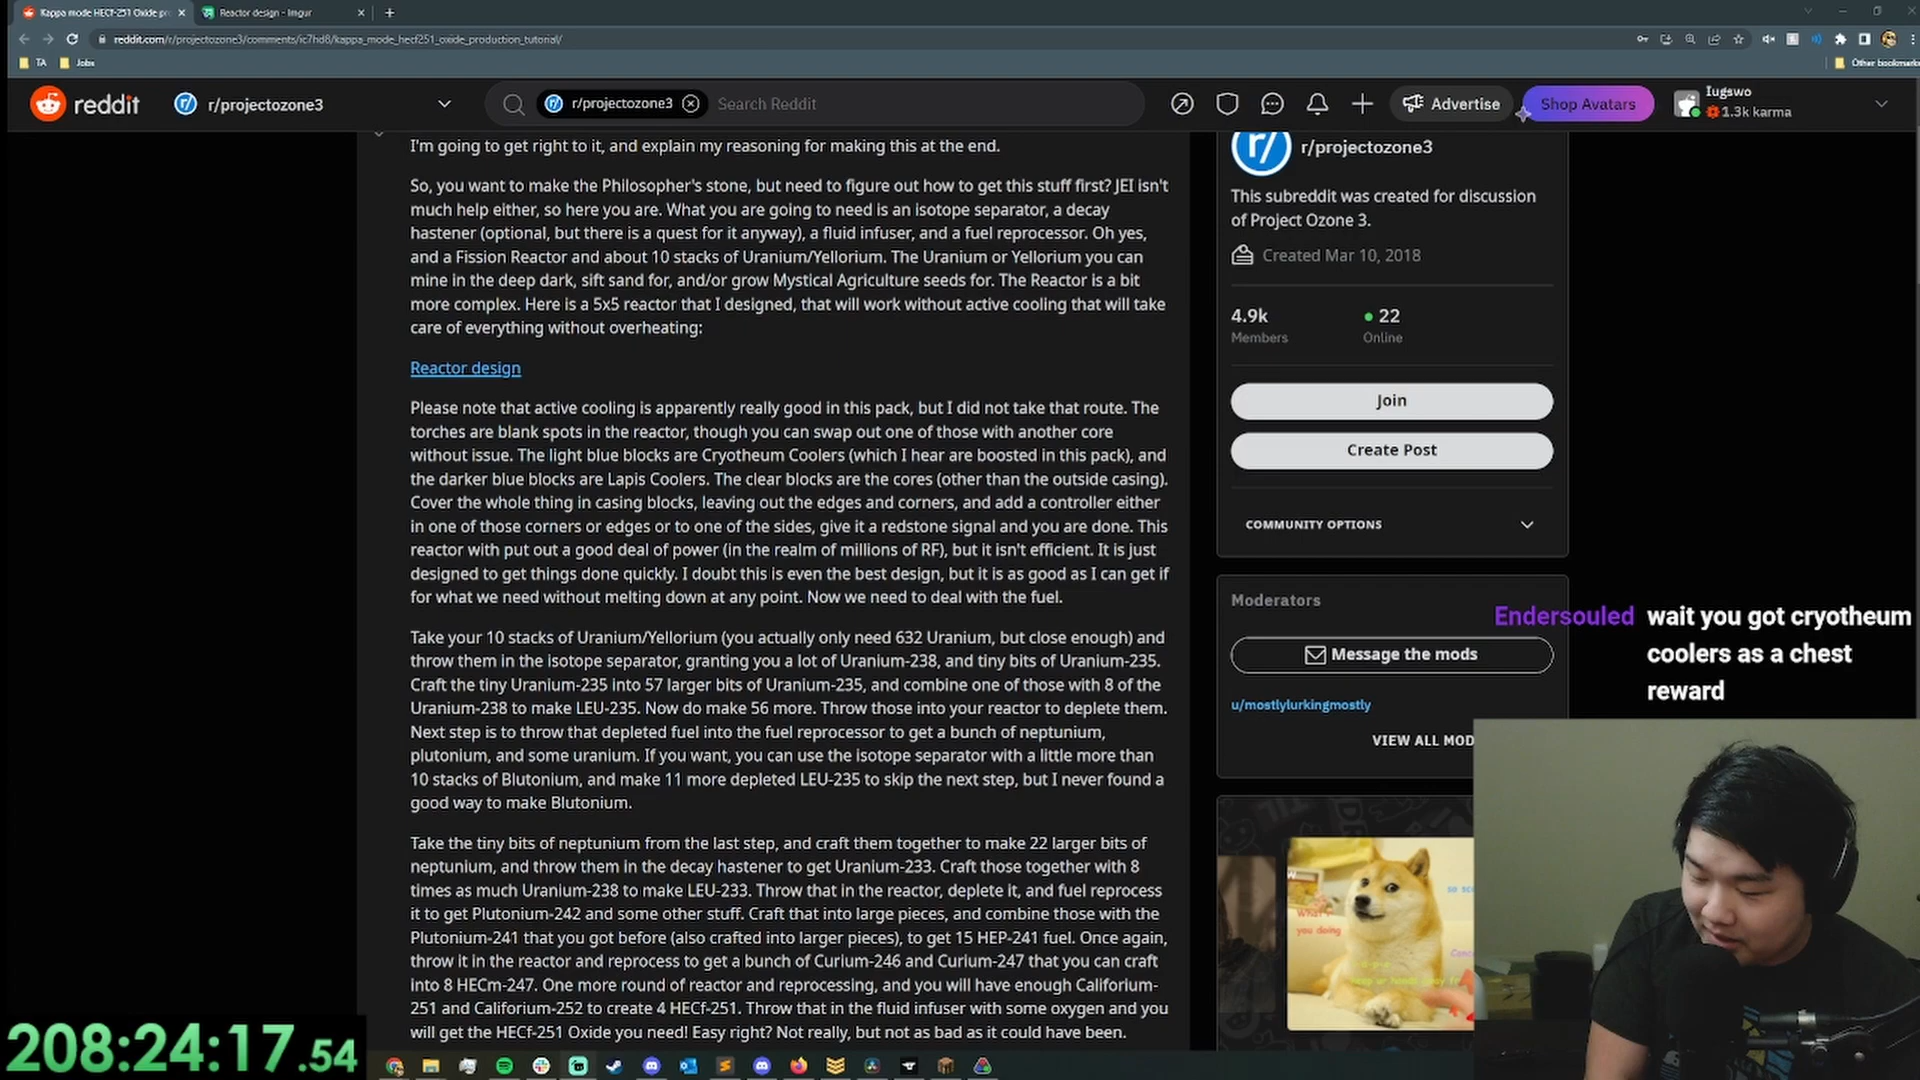 Kappa mode HECf-251 Oxide pr
Reactor design - Imgur
reddit.com/r/projectozone3/comments/ic7hd8/kappa_mode_hecf251_oxide_production_tutorial/
TA
Jobs
Other bookmarks
reddit
r/projectozone3
r/projectozone3
Search Reddit
Advertise
Shop Avatars
Iugswo
1.3k karma
I'm going to get right to it, and explain my reasoning for making this at the end.
So, you want to make the Philosopher's stone, but need to figure out how to get this stuff first? JEI isn't
much help either, so here you are. What you are going to need is an isotope separator, a decay
hastener (optional, but there is a quest for it anyway), a fluid infuser, and a fuel reprocessor. Oh yes,
and a Fission Reactor and about 10 stacks of Uranium/Yellorium. The Uranium or Yellorium you can
mine in the deep dark, sift sand for, and/or grow Mystical Agriculture seeds for. The Reactor is a bit
more complex. Here is a 5x5 reactor that I designed, that will work without active cooling that will take
care of everything without overheating:
Reactor design
Please note that active cooling is apparently really good in this pack, but I did not take that route. The
torches are blank spots in the reactor, though you can swap out one of those with another core
without issue. The light blue blocks are Cryotheum Coolers (which I hear are boosted in this pack), and
the darker blue blocks are Lapis Coolers. The clear blocks are the cores (other than the outside casing).
Cover the whole thing in casing blocks, leaving out the edges and corners, and add a controller either
in one of those corners or edges or to one of the sides, give it a redstone signal and you are done. This
reactor with put out a good deal of power (in the realm of millions of RF), but it isn't efficient. It is just
designed to get things done quickly. I doubt this is even the best design, but it is as good as I can get if
for what we need without melting down at any point. Now we need to deal with the fuel.
Take your 10 stacks of Uranium/Yellorium (you actually only need 632 Uranium, but close enough) and
throw them in the isotope separator, granting you a lot of Uranium-238, and tiny bits of Uranium-235.
Craft the tiny Uranium-235 into 57 larger bits of Uranium-235, and combine one of those with 8 of the
Uranium-238 to make LEU-235. Now do make 56 more. Throw those into your reactor to deplete them.
Next step is to throw that depleted fuel into the fuel reprocessor to get a bunch of neptunium,
plutonium, and some uranium. If you want, you can use the isotope separator with a little more than
10 stacks of Blutonium, and make 11 more depleted LEU-235 to skip the next step, but I never found a
good way to make Blutonium.
Take the tiny bits of neptunium from the last step, and craft them together to make 22 larger bits of
neptunium, and throw them in the decay hastener to get Uranium-233. Craft those together with 8
times as much Uranium-238 to make LEU-233. Throw that in the reactor, deplete it, and fuel reprocess
it to get Plutonium-242 and some other stuff. Craft that into large pieces, and combine those with the
Plutonium-241 that you got before (also crafted into larger pieces), to get 15 HEP-241 fuel. Once again,
throw it in the reactor and reprocess to get a bunch of Curium-246 and Curium-247 that you can craft
into 8 HECm-247. One more round of reactor and reprocessing, and you will have enough Califorium-
251 and Califorium-252 to create 4 HECf-251. Throw that in the fluid infuser with some oxygen and you
will get the HECf-251 Oxide you need! Easy right? Not really, but not as bad as it could have been.
r/projectozone3
This subreddit was created for discussion
of Project Ozone 3.
Created Mar 10, 2018
4.9k
22
Members
Online
Join
Create Post
COMMUNITY OPTIONS
Moderators
Message the mods
u/mostlylurkingmostly
VIEW ALL MOD
Endersouled wait you got cryotheum
coolers as a chest
reward
you doing
208:24:17.54